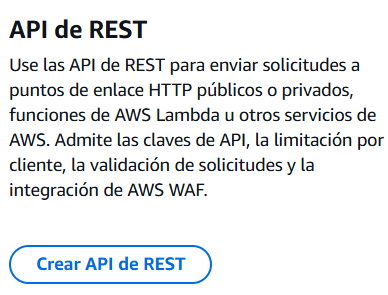 API de REST
Use las API de REST para enviar solicitudes a
puntos de enlace HTTP públicos o privados,
funciones de AWS Lambda u otros servicios de
AWS. Admite las claves de API, la limitación por
cliente, la validación de solicitudes y la
integración de AWS WAF.
Crear API de REST